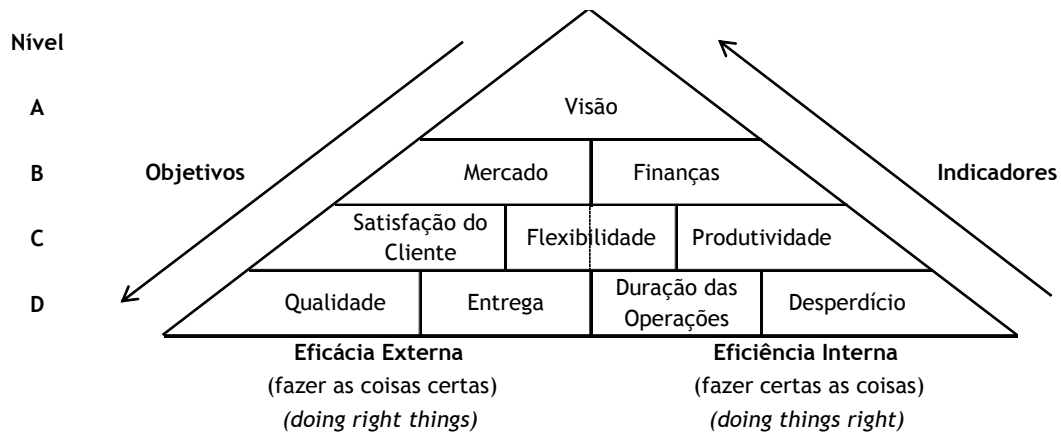 Nível
A
Visão
B
Objetivos
Mercado
Finanças
Indicadores
C
Satisfação do
Cliente
Flexibilidade
Produtividade
D
Qualidade
Entrega
Duração das
Operações
Desperdício
Eficácia Externa
(fazer as coisas certas)
(doing right things)
Eficiência Interna
(fazer certas as coisas)
(doing things right)